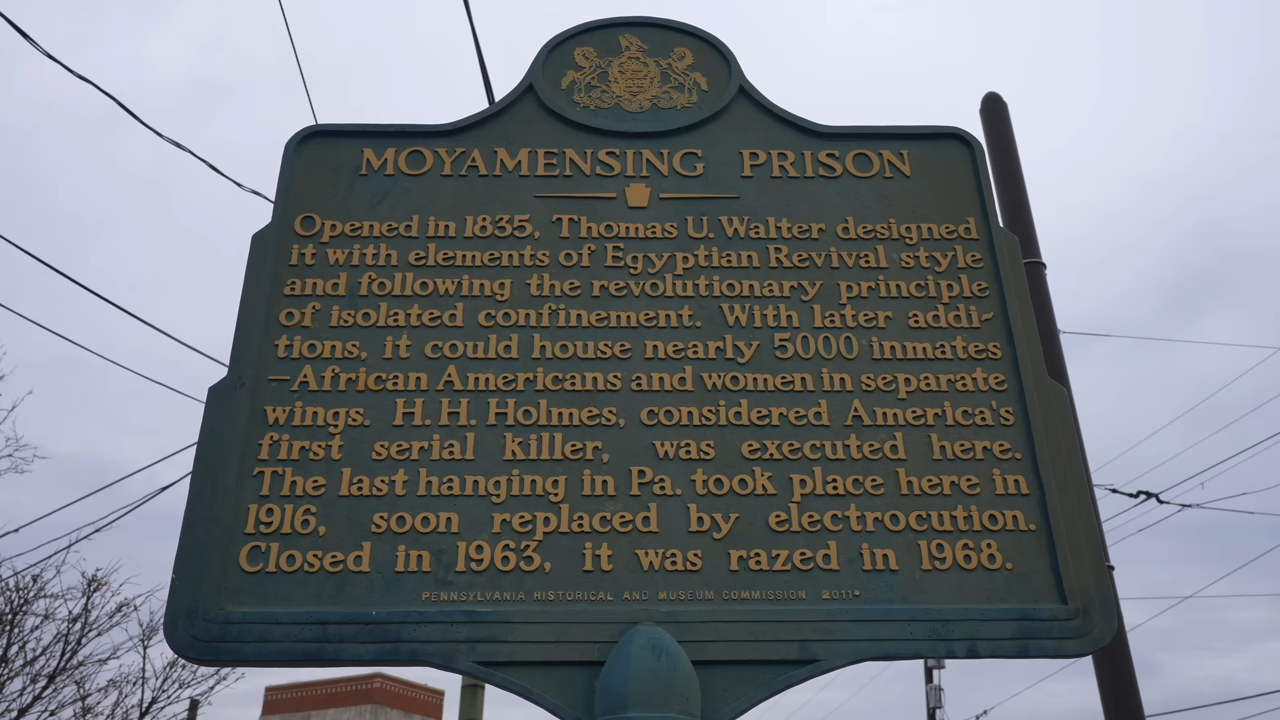 MOYAMENSING PRISON
Opened in 1835, Thomas U. Walter designed
it with elements of Egyptian Revival style
and following the revolutionary principle
of isolated confinement. With later addi-
tions, it could house nearly 5000 inmates
—African Americans and women in separate
wings. H.H. Holmes, considered America's
first serial killer, was executed here.
The last hanging in Pa. took place here in
1916, soon replaced by electrocution.
Closed in 1963, it was razed in 1968.
PENNSYLVANIA HISTORICAL AND MUSEUM COMMISSION 2011